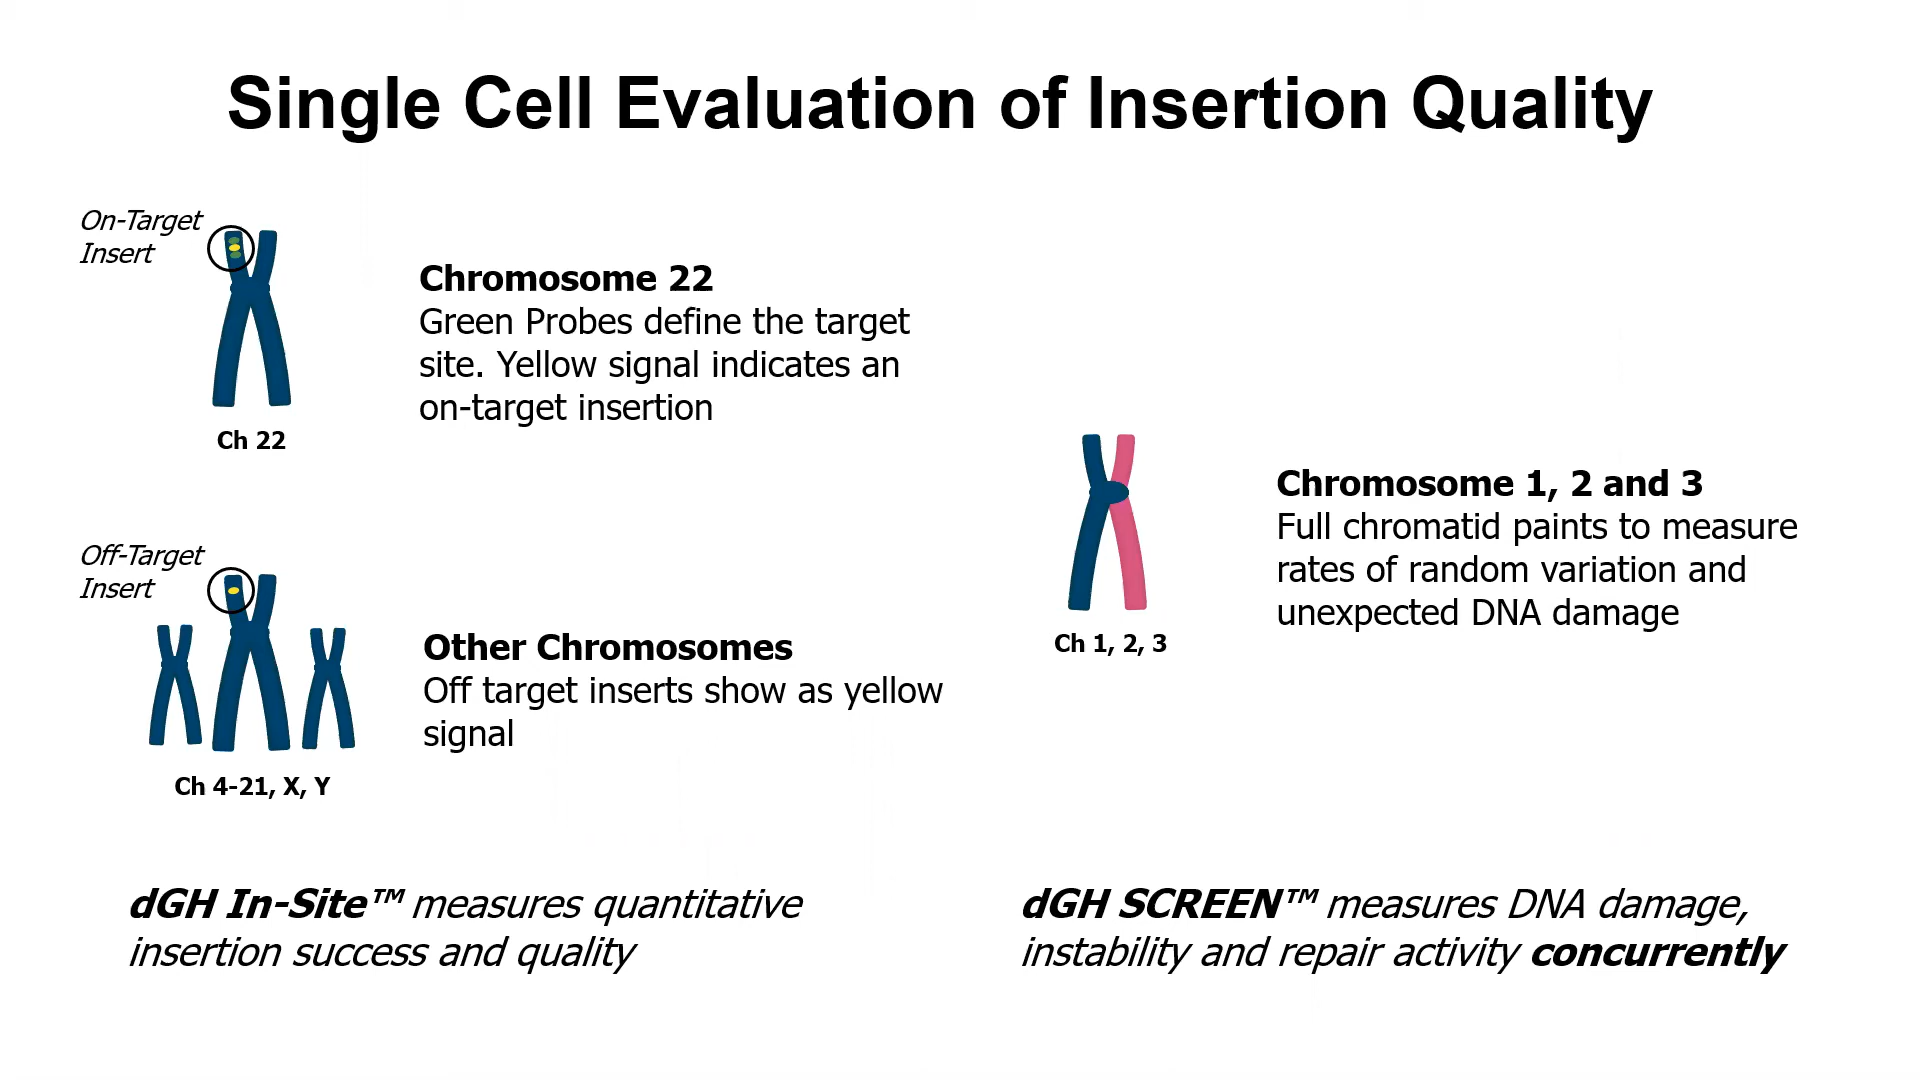 Single Cell Evaluation of Insertion Quality
On-Target
Insert
Ch 22
Chromosome 22
Green Probes define the target
site. Yellow signal indicates an
on-target insertion
Off-Target
Insert
Ch 4-21, X, Y
Other Chromosomes
Off target inserts show as yellow
signal
Ch 1, 2, 3
Chromosome 1, 2 and 3
Full chromatid paints to measure
rates of random variation and
unexpected DNA damage
dGH In-Site™ measures quantitative
insertion success and quality
dGH SCREEN™ measures DNA damage,
instability and repair activity concurrently